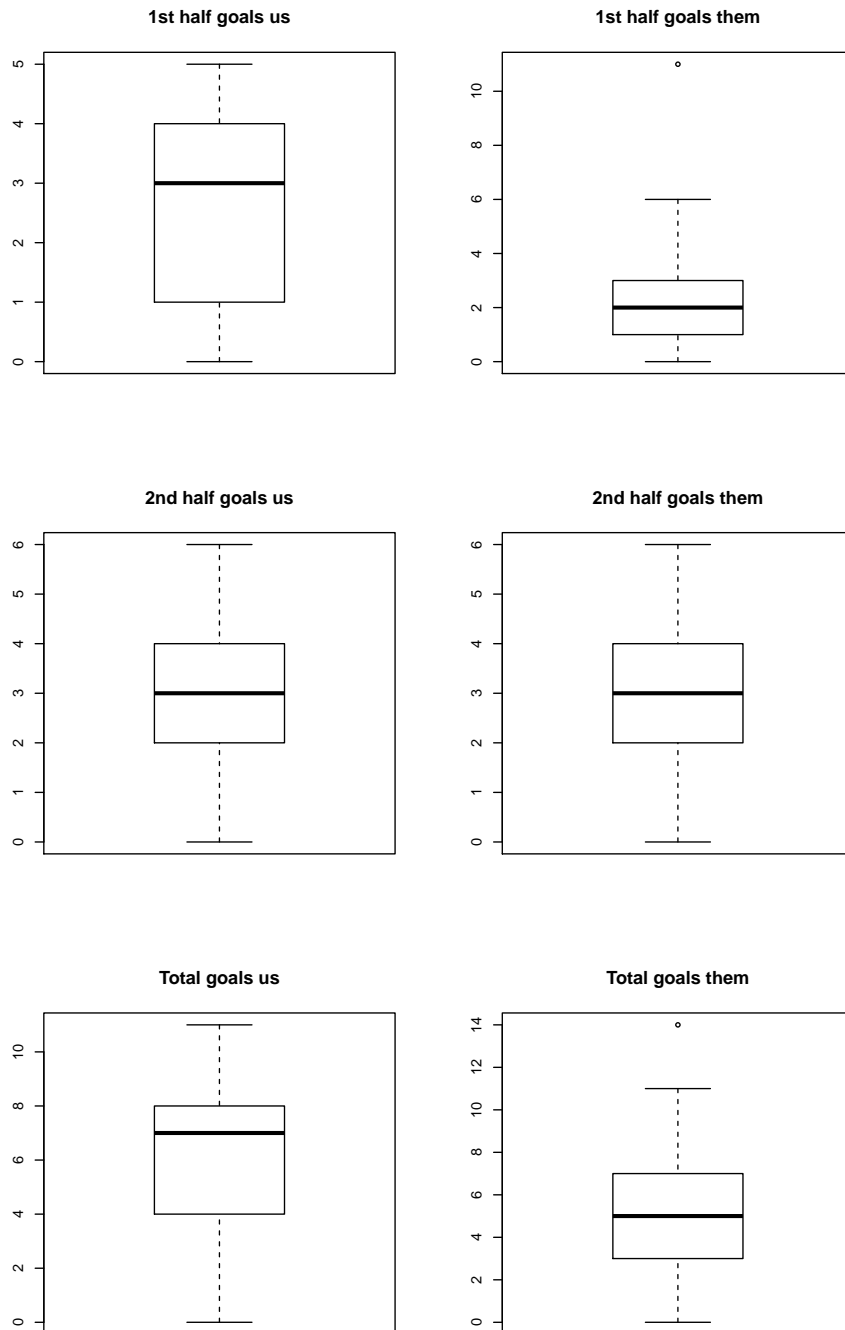 1st half goals us
0 1 2 3 4 5
1st half goals them
0 2 4 6 8 10
2nd half goals us
0 1 2 3 4 5 6
2nd half goals them
0 1 2 3 4 5 6
Total goals us
0 2 4 6 8 10
Total goals them
0 2 4 6 8 10 12 14